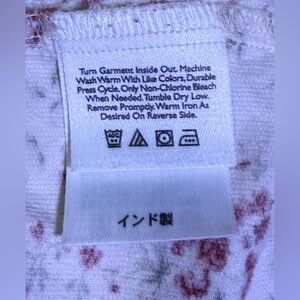 Turn Garment Inside Out. Machine
Wash Warm With Like Colors, Durable
Press Cycle. Only Non-Chlorine Bleach
When Needed. Tumble Dry Low.
Remove Promptly. Warm Iron As
Desired On Reverse Side.
インド製